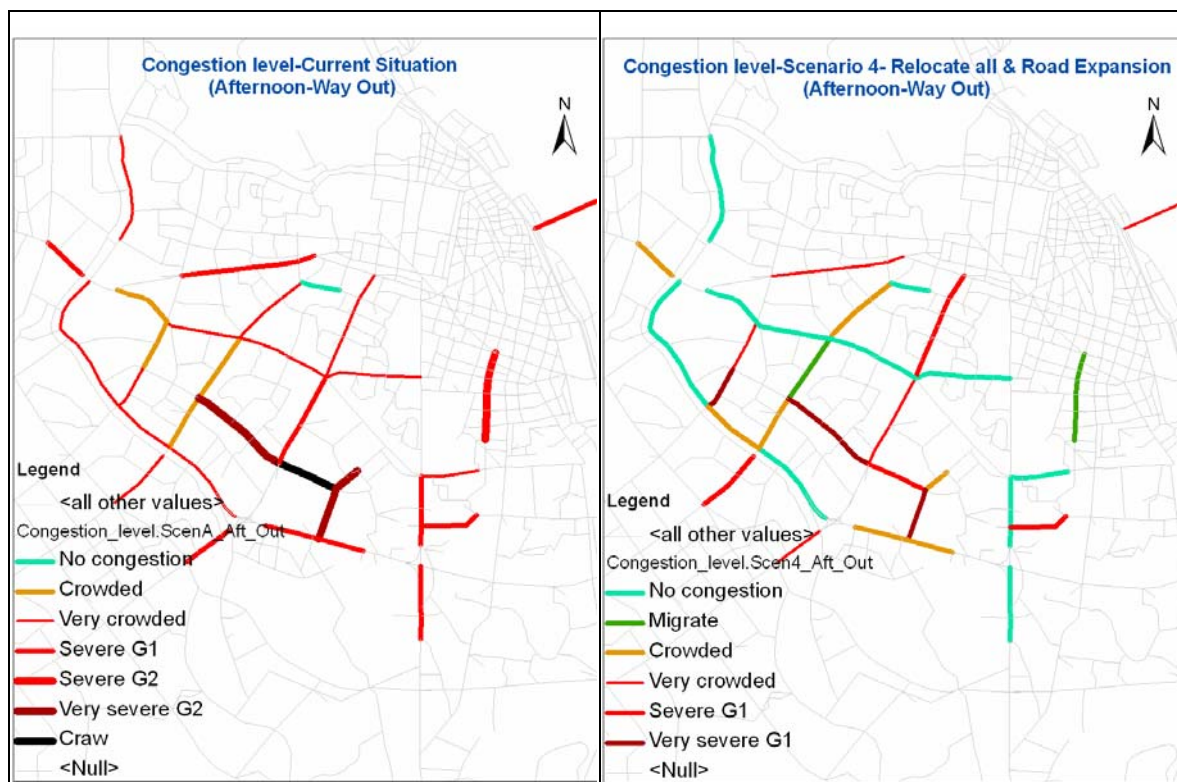 Congestion level-Current Situation
(Afternoon-Way Out)
N
Legend
<all other values>
Congestion_level.ScenA_Aft_Out
No congestion
Crowded
Very crowded
Severe G1
Severe G2
Very severe G2
Craw
<Null>
Congestion level-Scenario 4- Relocate all & Road Expansion
(Afternoon-Way Out)
N
Legend
<all other values>
Congestion_level.Scen4_Aft_Out
No congestion
Migrate
Crowded
Very crowded
Severe G1
Very severe G1
<Null>